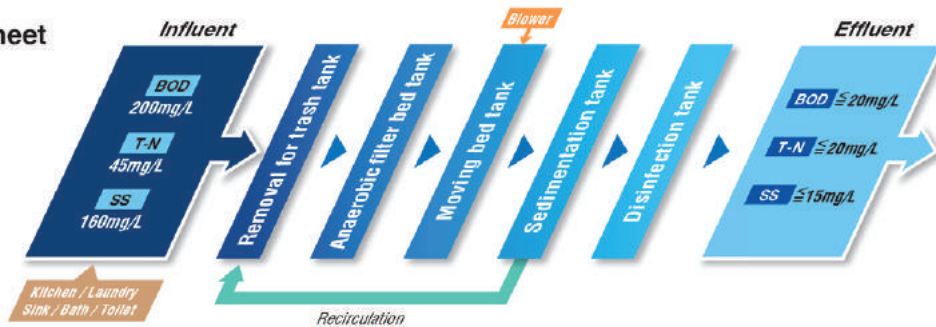 Influent
Blower
Effluent
BOD
200mg/L
T-N
45mg/L
SS
160mg/L
Kitchen / Laundry
Sink / Bath / Toilet
Removal for trash tank
Anaerobic filter bed tank
Moving bed tank
Sedimentation tank
Disinfection tank
BOD ≦20mg/L
T-N ≦20mg/L
SS ≦15mg/L
Recirculation